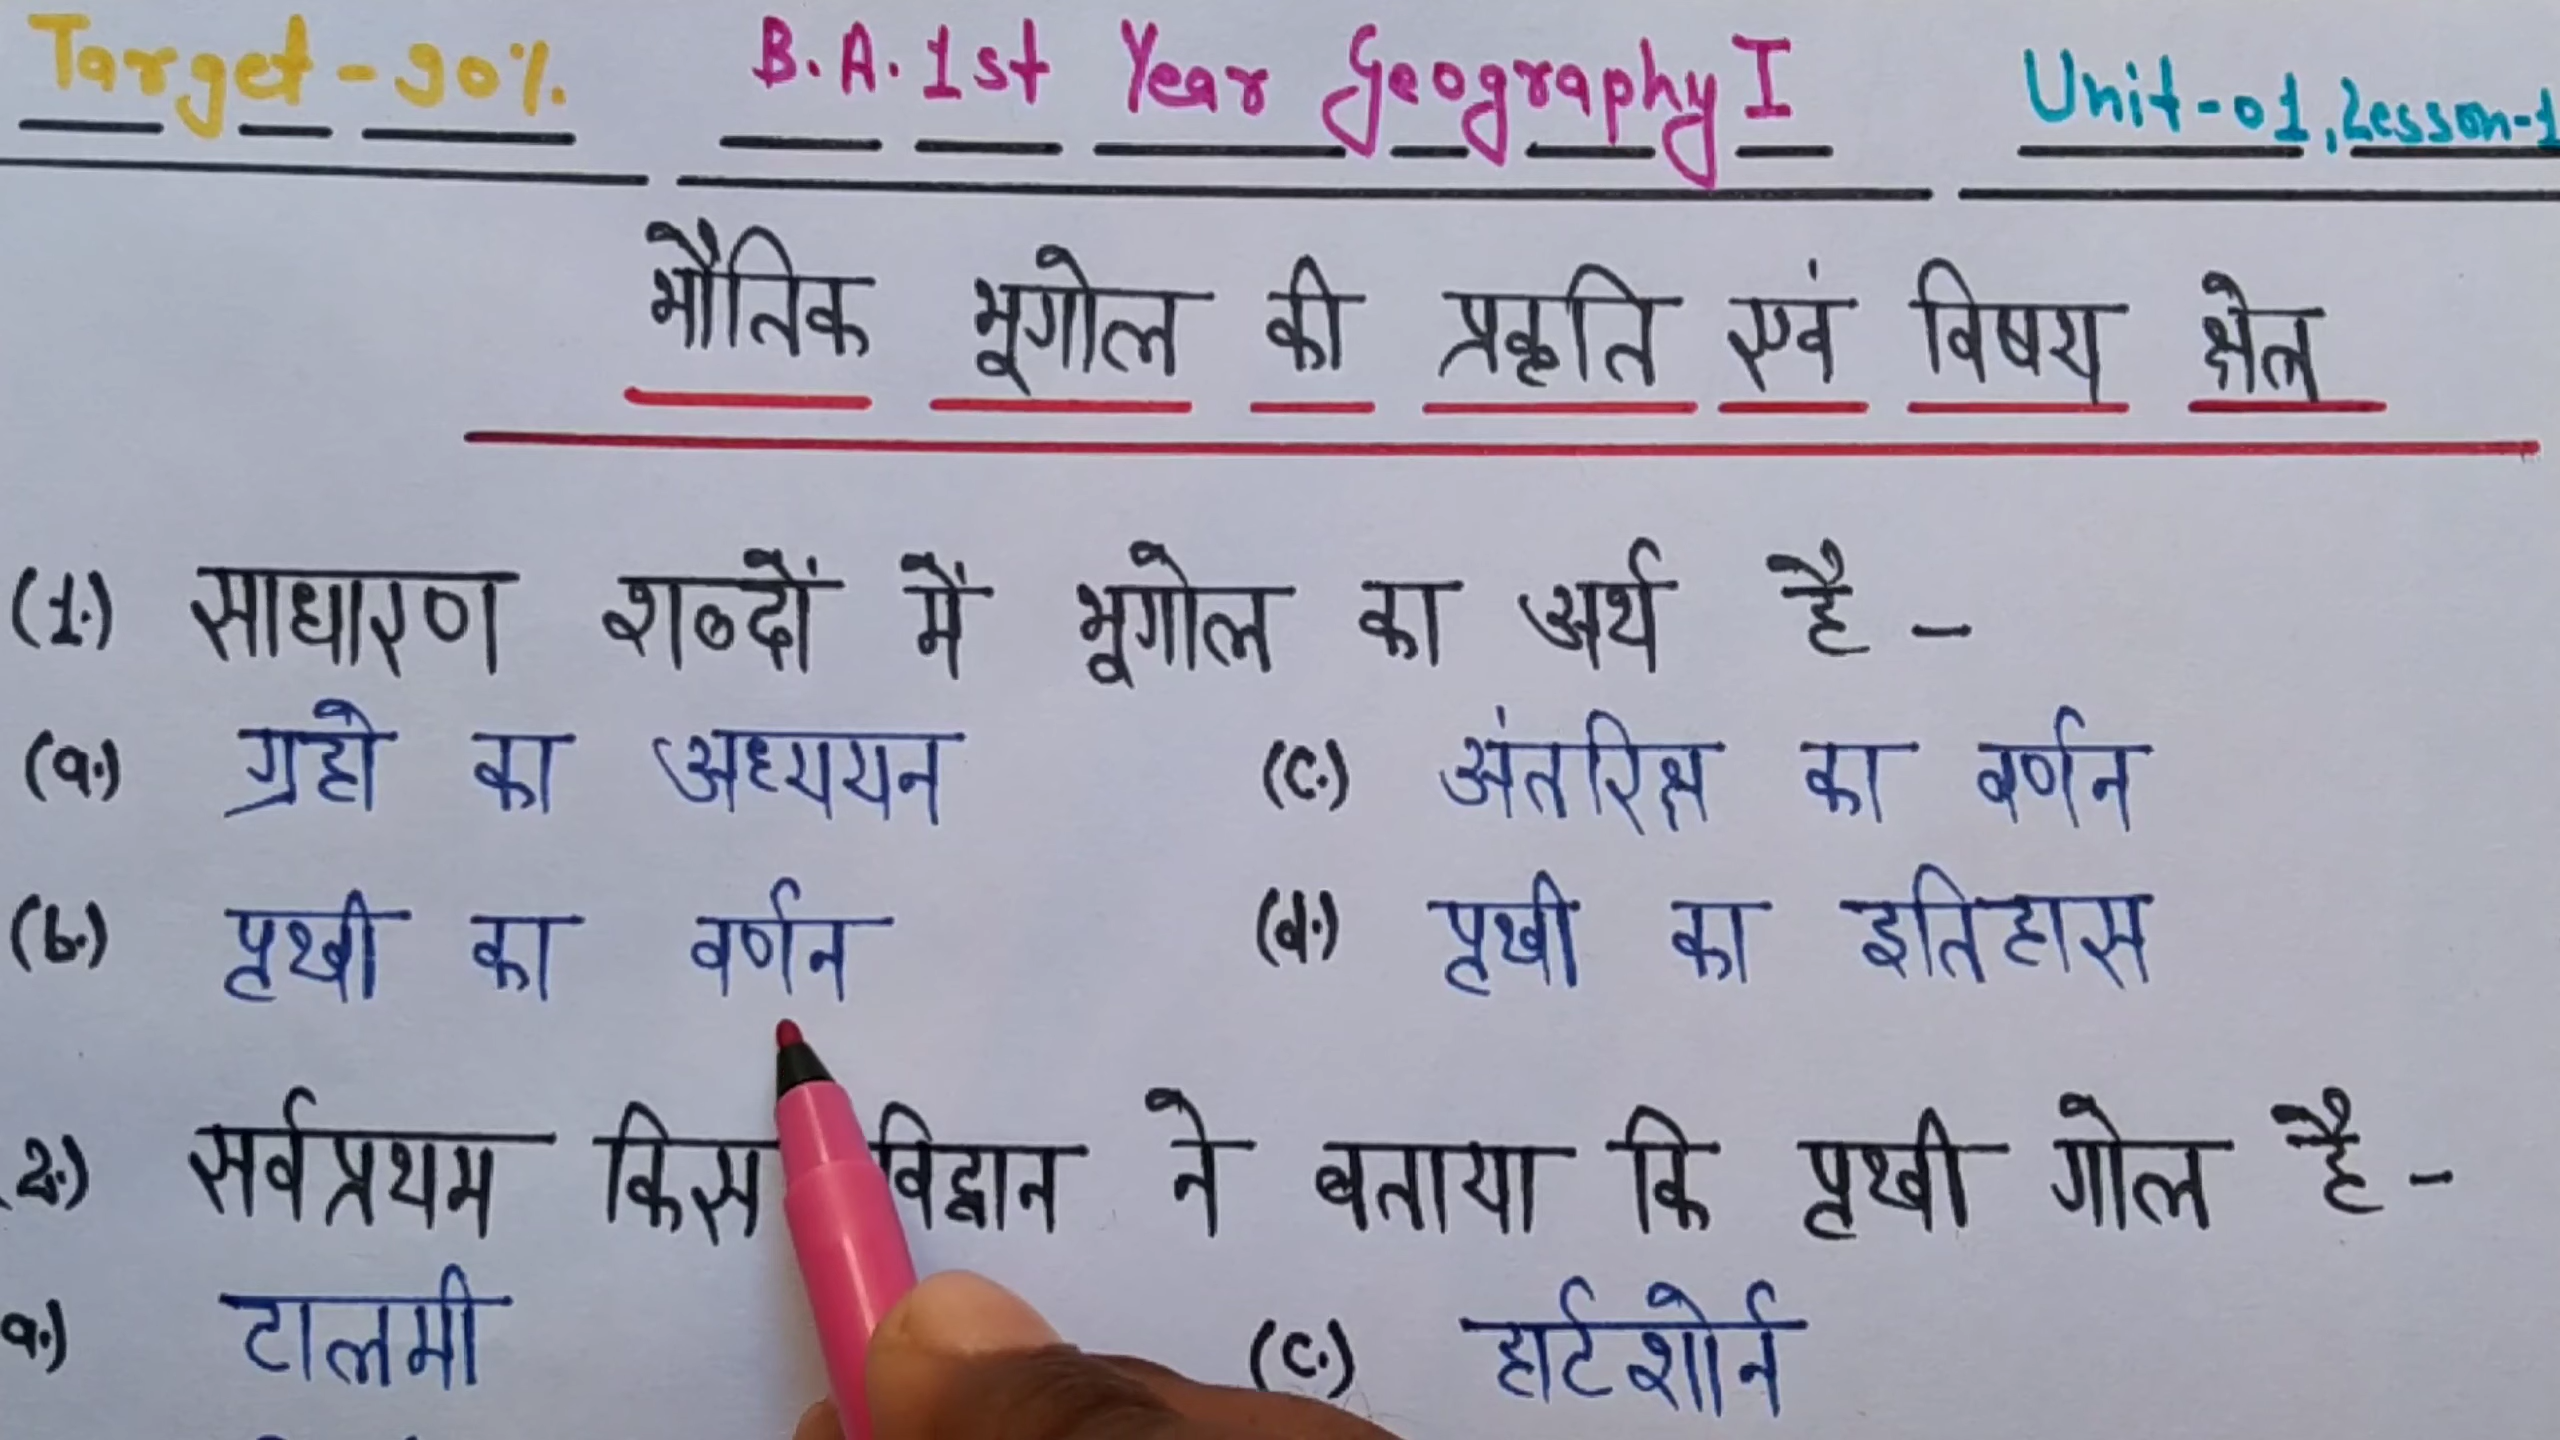 Target-90%. B.A. 1st Year Geography I Unit-01, Lesson-1
भौतिक भूगोल की प्रकृति एवं विषय क्षेत्र
(1.) साधारण शब्दों में भूगोल का अर्थ है -
(a.) ग्रहो का अध्ययन (c.) अंतरिक्ष का वर्णन
(b.) पृथ्वी का वर्णन (d.) पृथ्वी का इतिहास
2.) सर्वप्रथम किस विद्वान ने बताया कि पृथ्वी गोल है -
a.) टालमी (c.) हार्टशोर्न